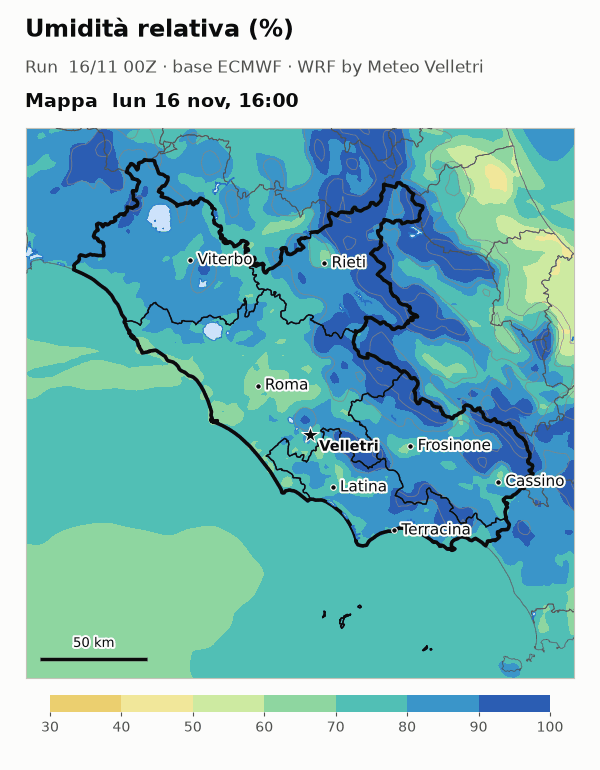 Umidità relativa (%)
Run  16/11 00Z · base ECMWF · WRF by Meteo Velletri
Mappa  lun 16 nov, 16:00
Viterbo
Rieti
Roma
Velletri
Frosinone
Latina
Cassino
Terracina
50 km
30 40 50 60 70 80 90 100